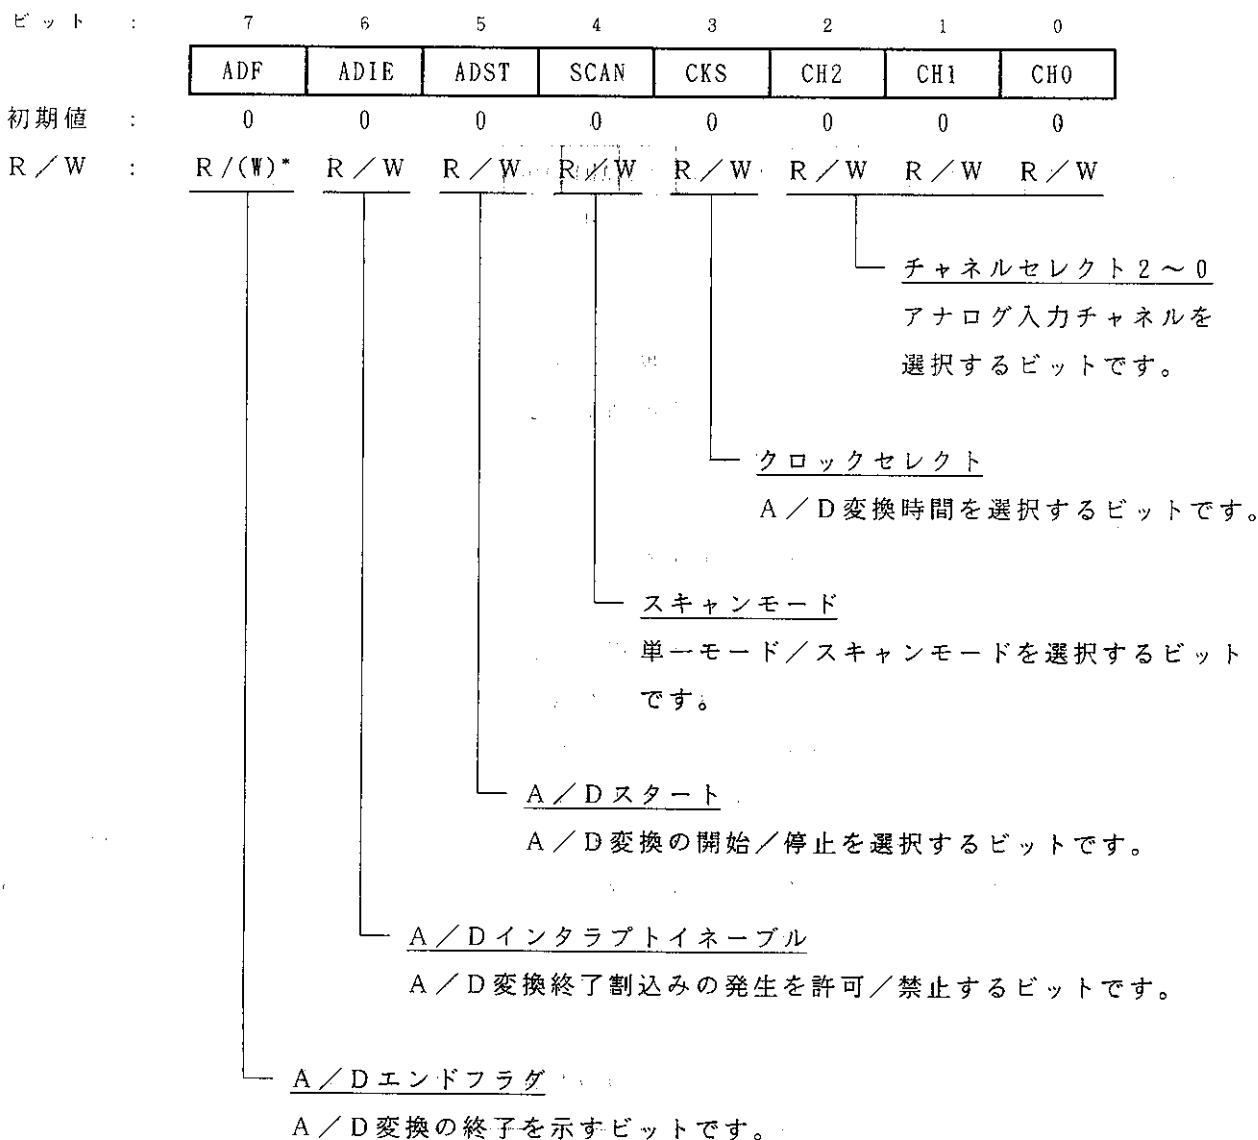 ビット : 7 6 5 4 3 2 1 0
ADF ADIE ADST SCAN CKS CH2 CH1 CH0
初期値 : 0 0 0 0 0 0 0 0
R／W : R/(W)* R／W R／W R／W R／W R／W R／W R／W
チャネルセレクト2～0
アナログ入力チャネルを
選択するビットです。
クロックセレクト
A／D変換時間を選択するビットです。
スキャンモード
単一モード／スキャンモードを選択するビット
です。
A／Dスタート
A／D変換の開始／停止を選択するビットです。
A／Dインタラプトイネーブル
A／D変換終了割込みの発生を許可／禁止するビットです。
A／Dエンドフラグ
A／D変換の終了を示すビットです。